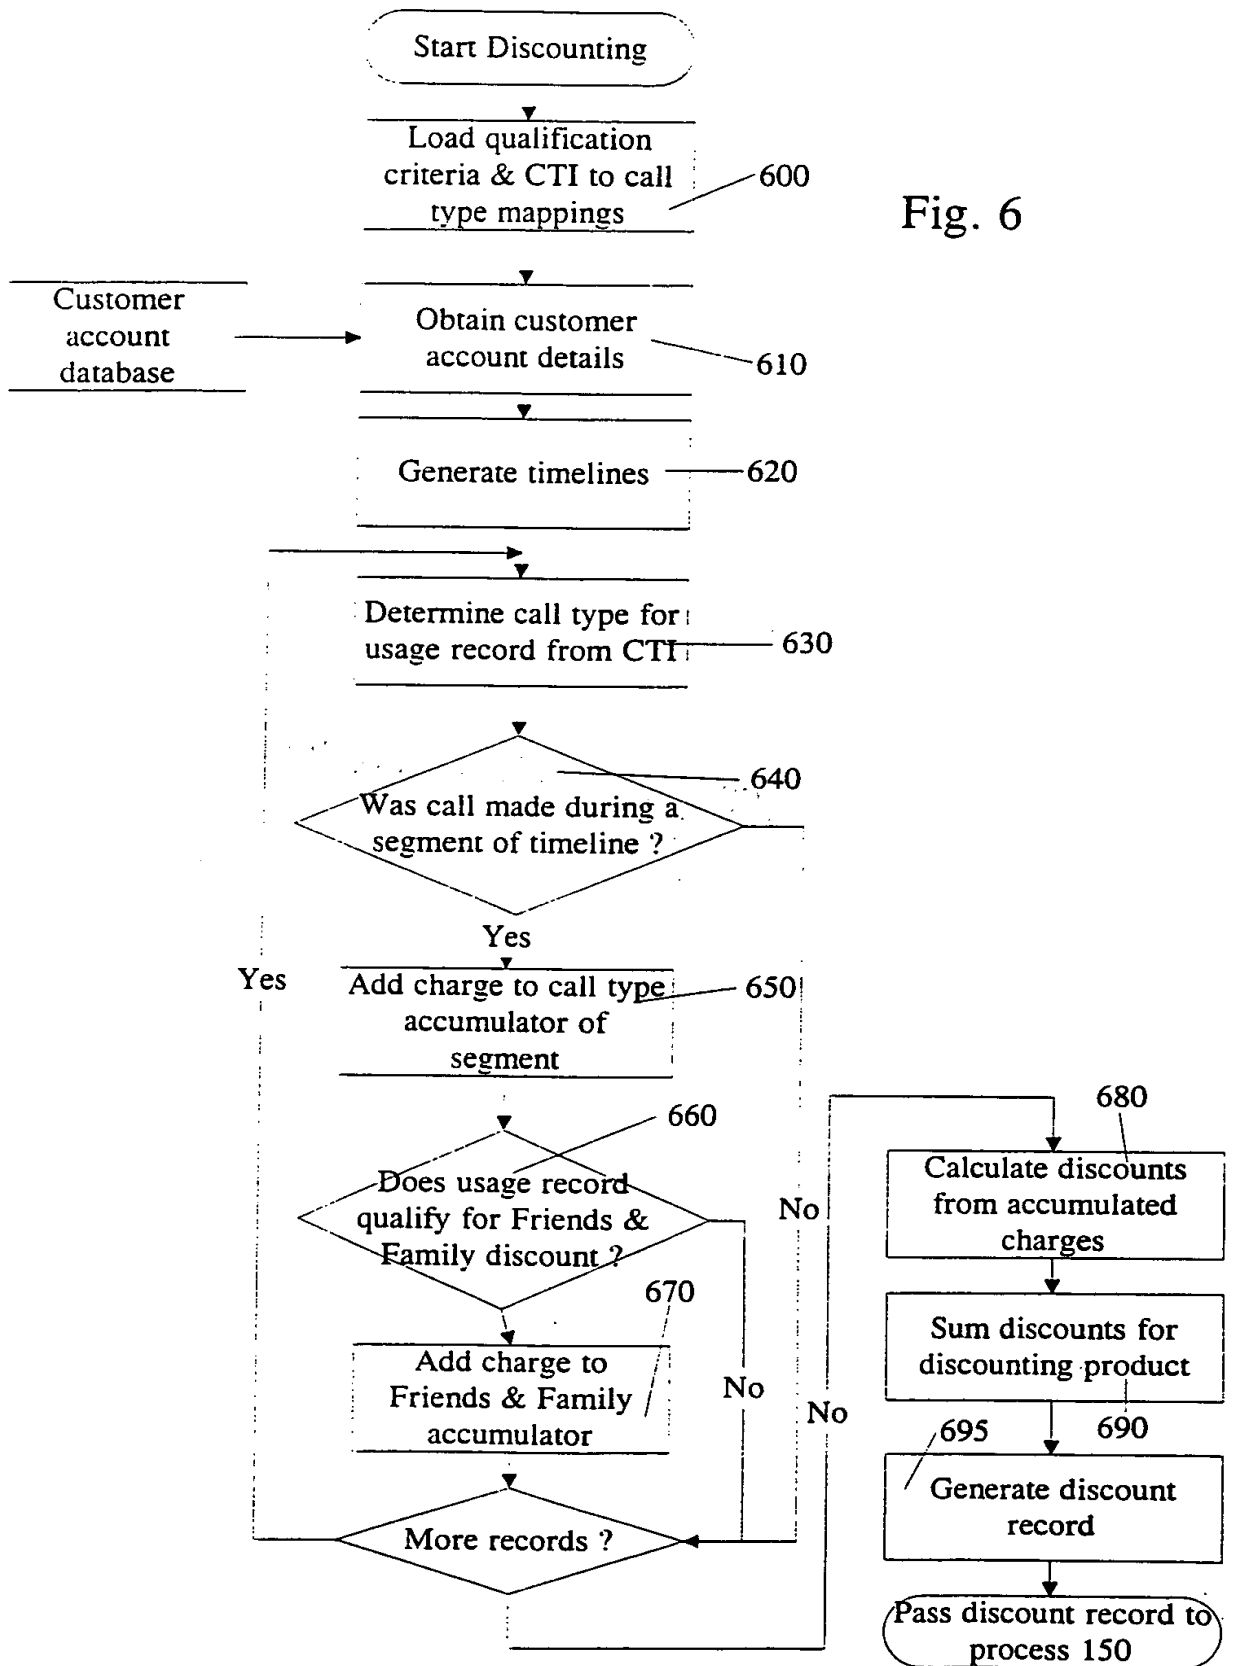 Start Discounting
Load qualification
criteria & CTI to call
type mappings
600
Fig. 6
Customer
account
database
Obtain customer
account details
610
Generate timelines
620
Determine call type for
usage record from CTI
630
640
Was call made during a
segment of timeline ?
Yes
Yes
Add charge to call type
accumulator of
segment
650
660
Does usage record
qualify for Friends &
Family discount ?
No
670
Add charge to
Friends & Family
accumulator
No
No
More records ?
680
Calculate discounts
from accumulated
charges
Sum discounts for
discounting product
690
695
Generate discount
record
Pass discount record to
process 150